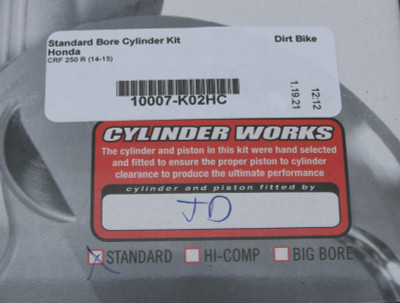 Standard Bore Cylinder Kit
Honda
CRF 250 R (14-15)
Dirt Bike
10007-K02HC
1.19.21
12:12
CYLINDER WORKS
The cylinder and piston in this kit were hand selected
and fitted to ensure the proper piston to cylinder
clearance to produce the ultimate performance
cylinder and piston fitted by
JD
STANDARD HI-COMP BIG BORE